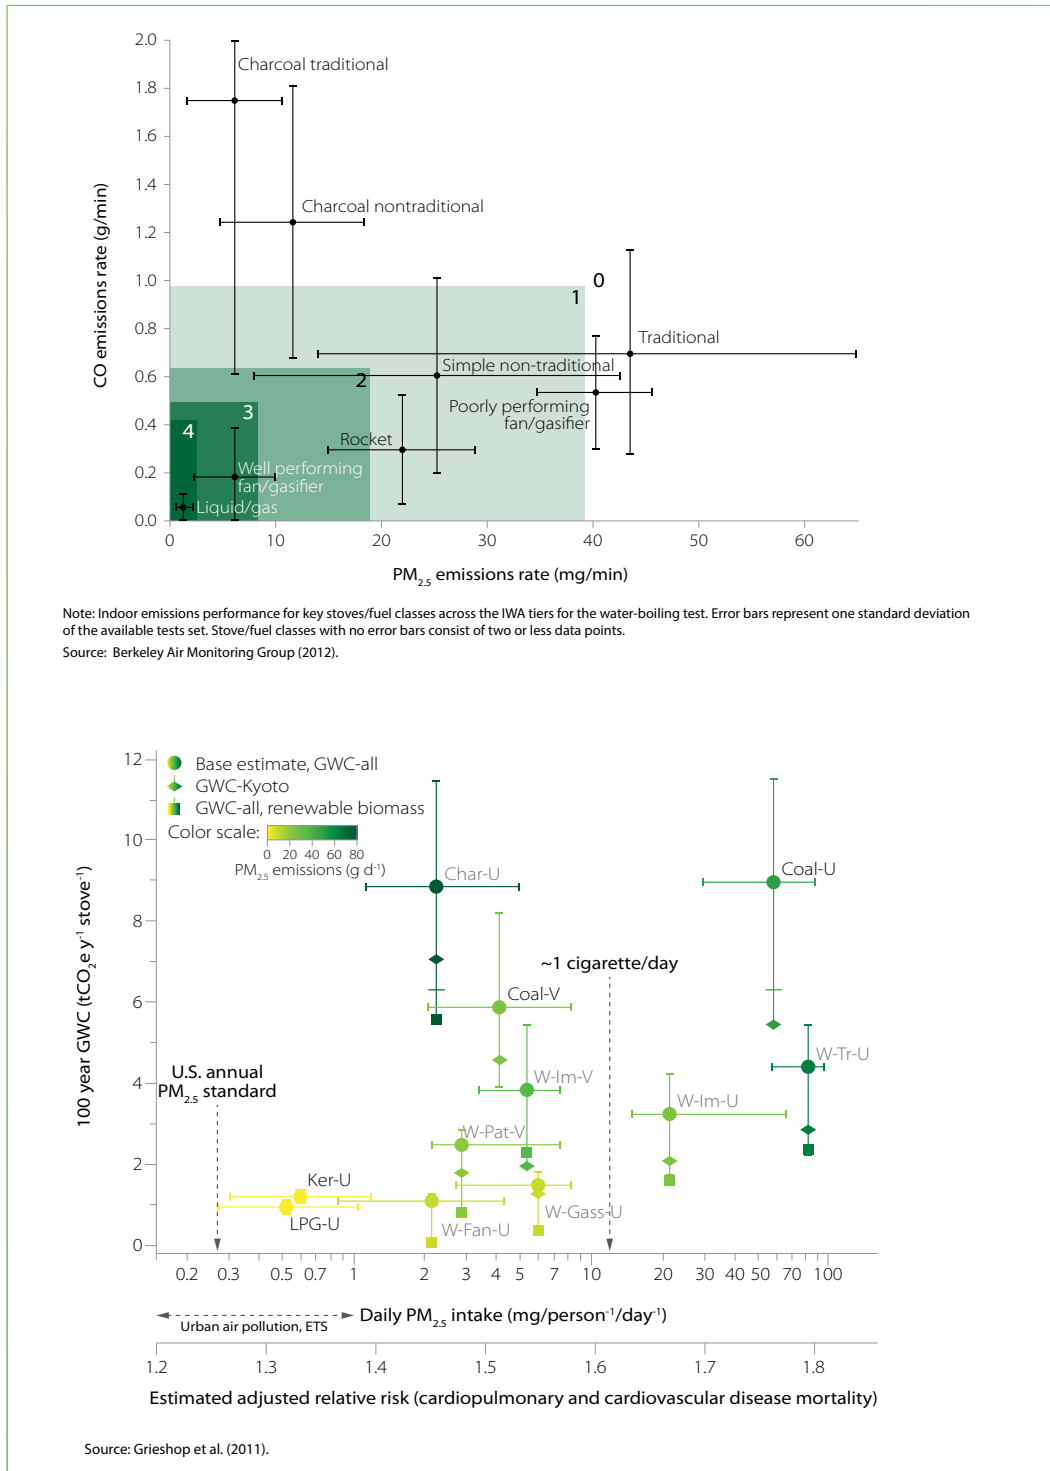 2.0
Charcoal traditional
1.8
1.6
1.4
Charcoal nontraditional
1.2
CO emissions rate (g/min)
1.0
0
1
0.8
Traditional
Simple non-traditional
0.6
2
Poorly performing
fan/gasifier
0.4
3
4
Rocket
Well performing
fan/gasifier
0.2
Liquid/gas
0.0
0 10 20 30 40 50 60
PM2.5 emissions rate (mg/min)
Note: Indoor emissions performance for key stoves/fuel classes across the IWA tiers for the water-boiling test. Error bars represent one standard deviation
of the available tests set. Stove/fuel classes with no error bars consist of two or less data points.
Source: Berkeley Air Monitoring Group (2012).
12
Base estimate, GWC-all
GWC-Kyoto
GWC-all, renewable biomass
Color scale:
0 20 40 60 80
PM2.5 emissions (g d-1)
10
Char-U
Coal-U
8
~1 cigarette/day
Coal-V
6
100 year GWC (tCO2e y-1 stove-1)
U.S. annual
PM2.5 standard
W-Im-V
W-Tr-U
4
W-Im-U
W-Pat-V
2
Ker-U
LPG-U
W-Fan-U
W-Gass-U
0
0.2 0.3 0.5 0.7 1 2 3 4 5 7 10 20 30 40 50 70 100
Daily PM2.5 intake (mg/person-1/day-1)
Urban air pollution, ETS
1.2 1.3 1.4 1.5 1.6 1.7 1.8
Estimated adjusted relative risk (cardiopulmonary and cardiovascular disease mortality)
Source: Grieshop et al. (2011).